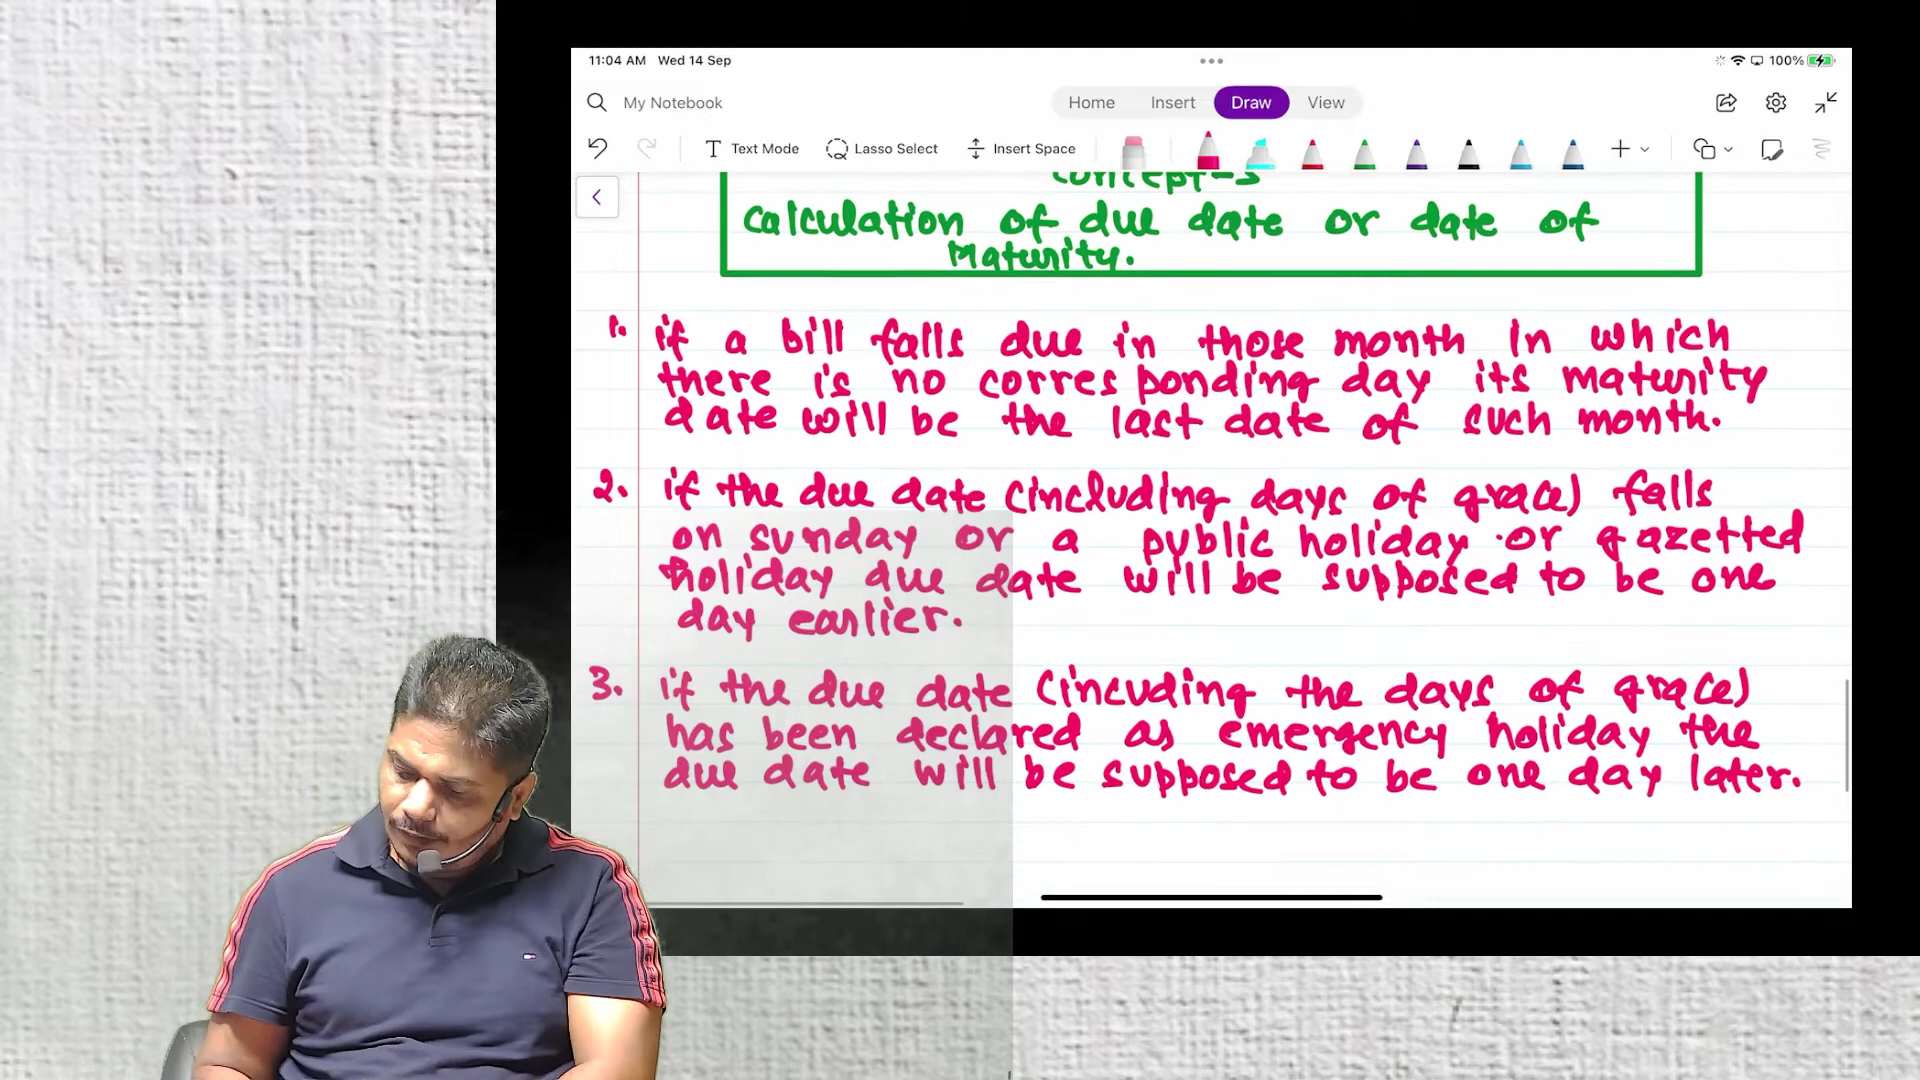 11:04 AM Wed 14 Sep
100%
My Notebook
Home Insert Draw View
Text Mode Lasso Select Insert Space
concept-3
calculation of due date or date of
Maturity.
1. if a bill falls due in those month in which
there is no corresponding day its maturity
date will be the last date of such month.
2. if the due date (including days of grace) falls
on sunday or a public holiday or gazetted
holiday due date will be supposed to be one
day earlier.
3. if the due date (incuding the days of grace)
has been declared as emergency holiday the
due date will be supposed to be one day later.